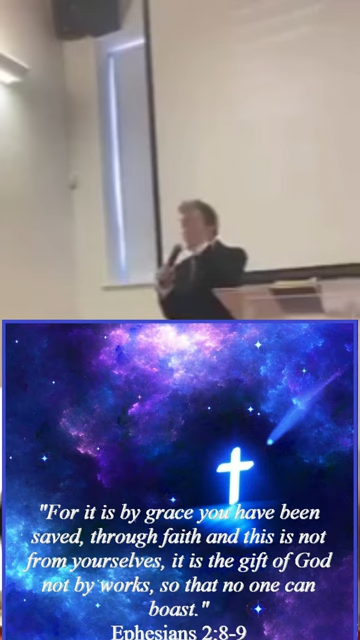 "For it is by grace you have been
saved, through faith and this is not
from yourselves, it is the gift of God
not by works, so that no one can
boast."
Ephesians 2:8-9